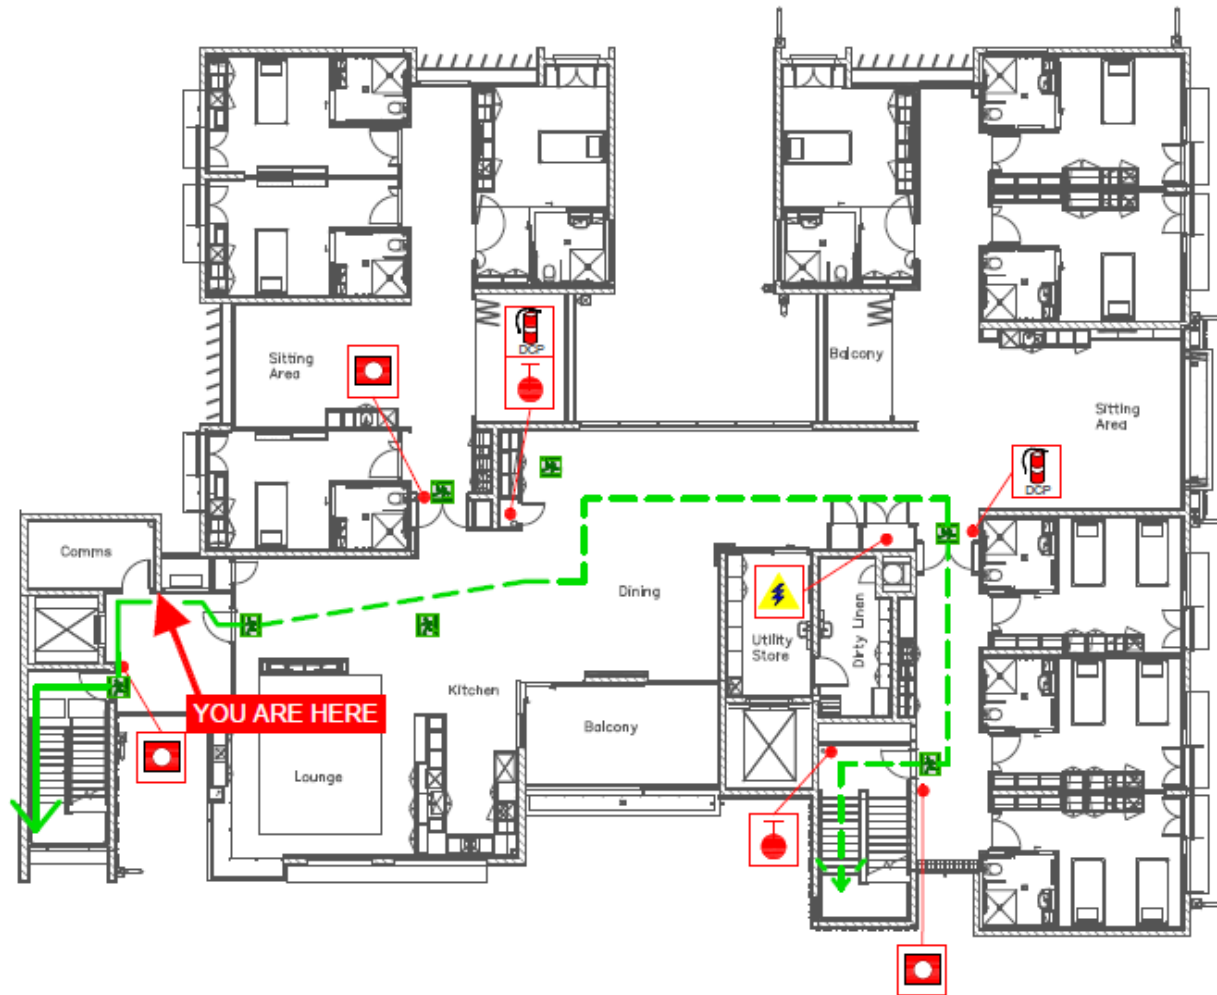 DCP
Sitting
Area
Balcony
Sitting
Area
DCP
Comms
Dining
Utility
Store
Dirty Linen
YOU ARE HERE
Kitchen
Balcony
Lounge